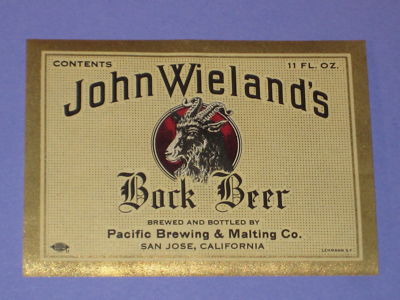 CONTENTS 11 FL. OZ.
John Wieland's
Bock Beer
BREWED AND BOTTLED BY
Pacific Brewing & Malting Co.
SAN JOSE, CALIFORNIA
LEHMANN S.F.